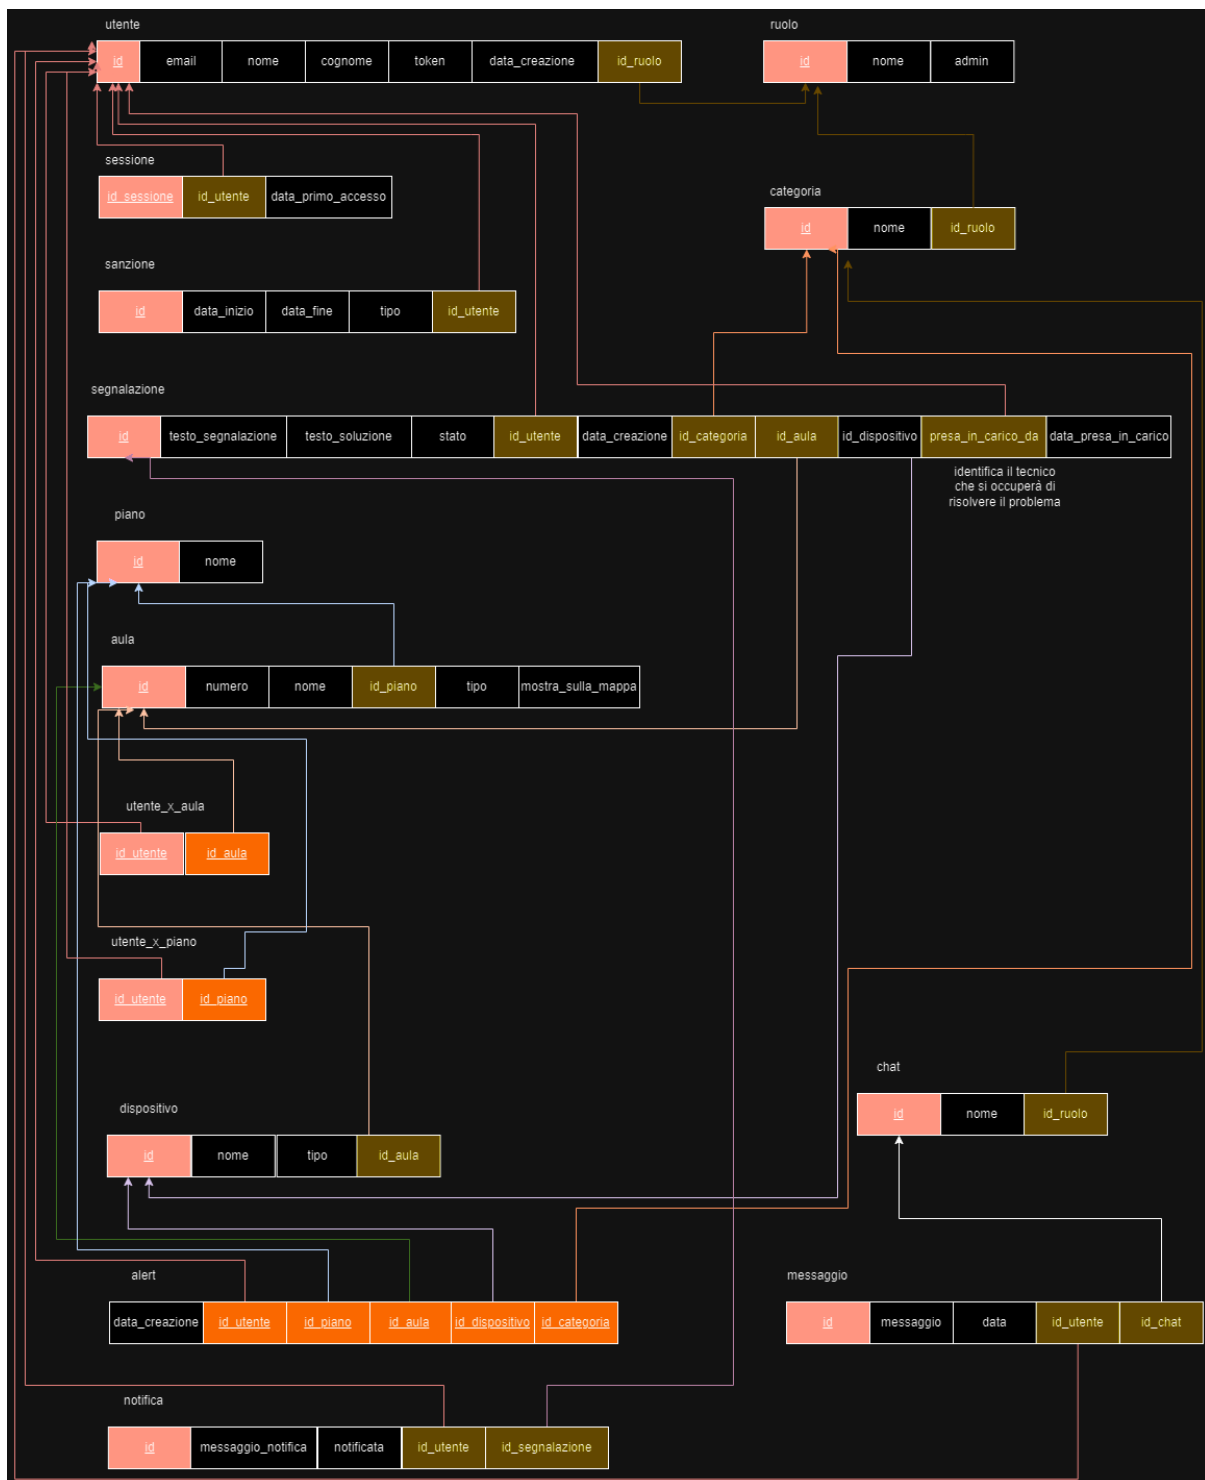 utente
id email nome cognome token data_creazione id_ruolo
ruolo
id nome admin
sessione
id_sessione id_utente data_primo_accesso
categoria
id nome id_ruolo
sanzione
id data_inizio data_fine tipo id_utente
segnalazione
id testo_segnalazione testo_soluzione stato id_utente data_creazione id_categoria id_aula id_dispositivo presa_in_carico_da data_presa_in_carico
identifica il tecnico
che si occuperà di
risolvere il problema
piano
id nome
aula
id numero nome id_piano tipo mostra_sulla_mappa
utente_x_aula
id_utente id_aula
utente_x_piano
id_utente id_piano
chat
id nome id_ruolo
dispositivo
id nome tipo id_aula
alert
data_creazione id_utente id_piano id_aula id_dispositivo id_categoria
messaggio
id messaggio data id_utente id_chat
notifica
id messaggio_notifica notificata id_utente id_segnalazione